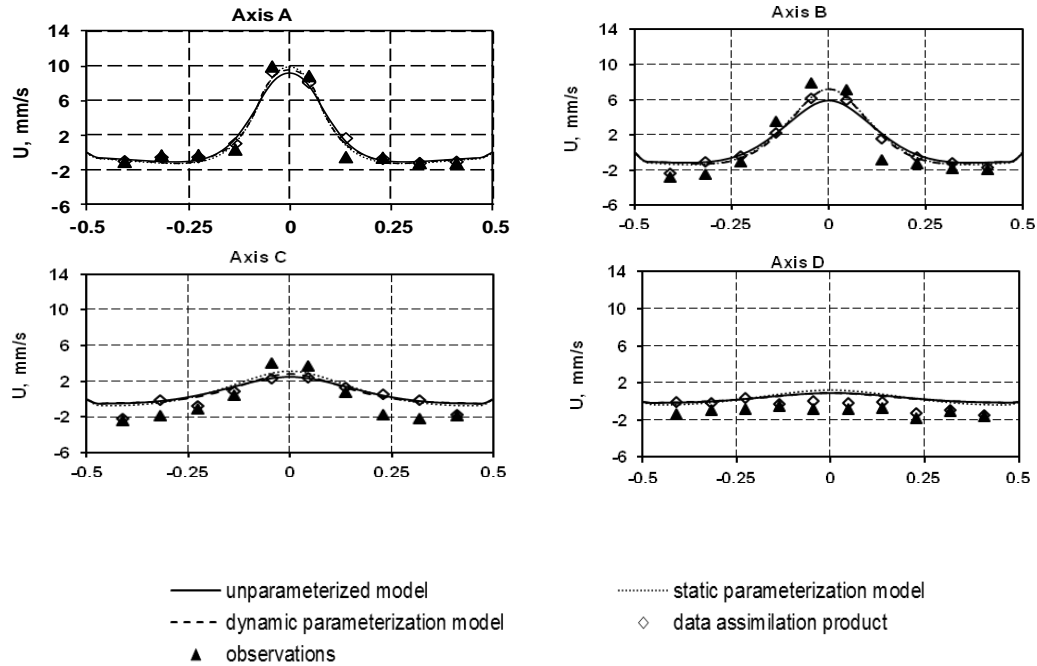 Axis A
14
10
6
2
-2
-6
U, mm/s
-0.5 -0.25 0 0.25 0.5
Axis B
14
10
6
2
-2
-6
U, mm/s
-0.5 -0.25 0 0.25 0.5
Axis C
14
10
6
2
-2
-6
U, mm/s
-0.5 -0.25 0 0.25 0.5
Axis D
14
10
6
2
-2
-6
U, mm/s
-0.5 -0.25 0 0.25 0.5
unparameterized model
static parameterization model
dynamic parameterization model
data assimilation product
observations